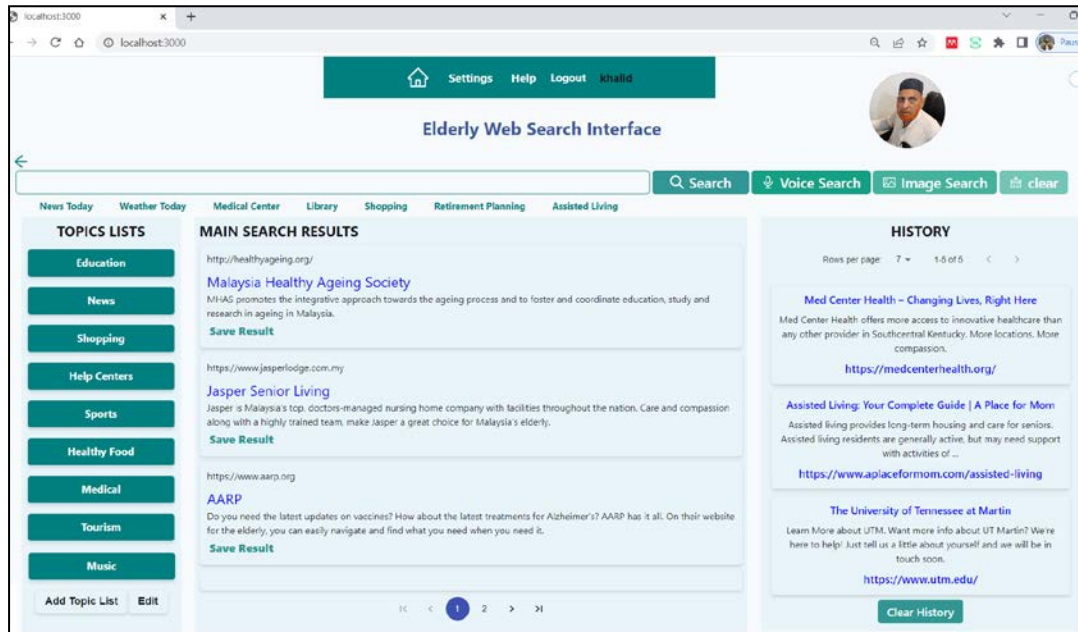 localhost:3000
localhost:3000
Paus
Settings Help Logout khalid
Elderly Web Search Interface
Search Voice Search Image Search clear
News Today Weather Today Medical Center Library Shopping Retirement Planning Assisted Living
TOPICS LISTS
Education
News
Shopping
Help Centers
Sports
Healthy Food
Medical
Tourism
Music
Add Topic List Edit
MAIN SEARCH RESULTS
http://healthyageing.org/
Malaysia Healthy Ageing Society
MHAS promotes the integrative approach towards the ageing process and to foster and coordinate education, study and
research in ageing in Malaysia.
Save Result
https://www.jasperlodge.com.my
Jasper Senior Living
Jasper is Malaysia's top, doctors-managed nursing home company with facilities throughout the nation. Care and compassion
along with a highly trained team, make Jasper a great choice for Malaysia's elderly.
Save Result
https://www.aarp.org
AARP
Do you need the latest updates on vaccines? How about the latest treatments for Alzheimer's? AARP has it all. On their website
for the elderly, you can easily navigate and find what you need when you need it.
Save Result
1 2
HISTORY
Rows per page: 7 1-5 of 5
Med Center Health – Changing Lives, Right Here
Med Center Health offers more access to innovative healthcare than
any other provider in Southcentral Kentucky. More locations. More
compassion.
https://medcenterhealth.org/
Assisted Living: Your Complete Guide | A Place for Mom
Assisted living provides long-term housing and care for seniors.
Assisted living residents are generally active, but may need support
with activities of ...
https://www.aplaceformom.com/assisted-living
The University of Tennessee at Martin
Learn More about UTM. Want more info about UT Martin? We're
here to help! Just tell us a little about yourself and we will be in
touch soon.
https://www.utm.edu/
Clear History